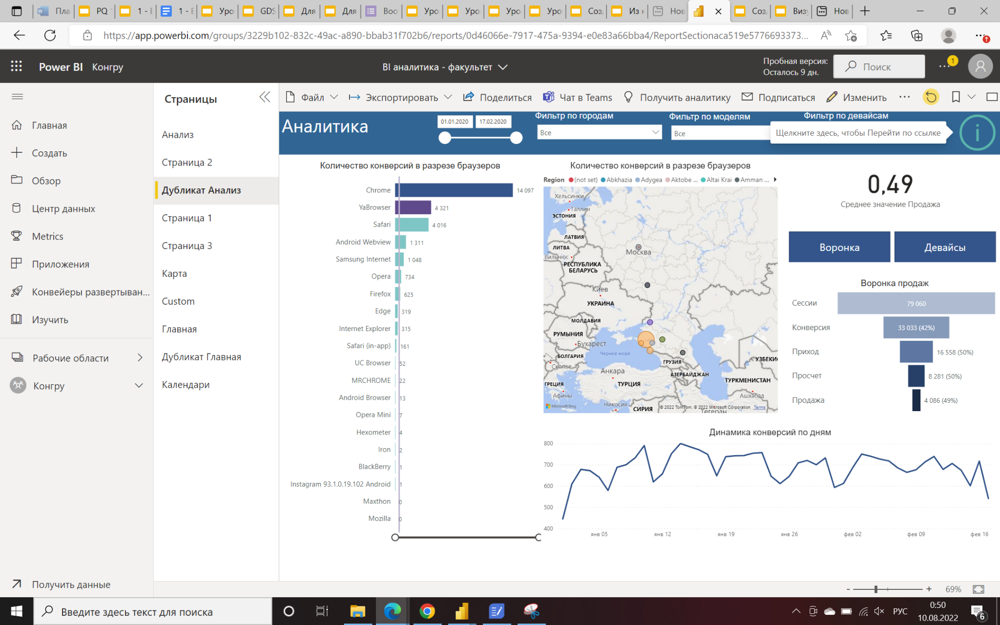 Пла
PQ
1 - Е
1 - Е
Уро
GDS
Для
Для
Воо
Уро
Уро
Уро
Уро
Соз
Из к
Нов
Соз
Визу
Нов
https://app.powerbi.com/groups/3229b102-832c-49ac-a890-bbab31f702b6/reports/0d46066e-7917-475a-9394-e0e83a66bba4/ReportSectionaca519e5776693373...
Power BI Конгру
BI аналитика - факультет
Пробная версия:
Осталось 9 дн.
Поиск
1
Страницы
Файл
Экспортировать
Поделиться
Чат в Teams
Получить аналитику
Подписаться
Изменить
Главная
Создать
Обзор
Центр данных
Metrics
Приложения
Конвейеры развертыван...
Изучить
Рабочие области
Конгру
Получить данные
Анализ
Страница 2
Дубликат Анализ
Страница 1
Страница 3
Карта
Custom
Главная
Дубликат Главная
Календари
Аналитика
01.01.2020
17.02.2020
Фильтр по городам
Все
Фильтр по моделям
Все
Фильтр по девайсам
Щелкните здесь, чтобы Перейти по ссылке
i
Количество конверсий в разрезе браузеров
Chrome 14 097
YaBrowser 4 321
Safari 4 016
Android Webview 1 311
Samsung Internet 1 048
Opera 734
Firefox 625
Edge 319
Internet Explorer 315
Safari (in-app) 161
UC Browser 52
MRCHROME 22
Android Browser 13
Opera Mini 7
Hexometer 4
Iron 2
BlackBerry 1
Instagram 93.1.0.19.102 Android 1
Maxthon 0
Mozilla 0
Количество конверсий в разрезе браузеров
Region (not set) Abkhazia Adygea Aktobe ... Altai Krai Amman ...
Хельсинки
Таллин
ЭСТОНИЯ
ЛАТВИЯ
ЛИТВА
Вильнюс
Москва
РЕСПУБЛИКА
БЕЛАРУСЬ
Киев
УКРАИНА
МОЛДАВИЯ
РУМЫНИЯ
Бухарест
Черное море
БОЛГАРИЯ
Скопье
ГРУЗИЯ
УЗБЕКИ
Анкара
АЗЕРБАЙДЖАН
ТУРКМЕНИСТАН
ГРЕЦИЯ
ТУРЦИЯ
Афины
Ашхабад
Никосия
СИРИЯ
Тегеран
Microsoft Bing
© 2022 TomTom, © 2022 Microsoft Corporation Terms
0,49
Среднее значение Продажа
Воронка
Девайсы
Воронка продаж
Сессии 79 060
Конверсия 33 033 (42%)
Приход 16 558 (50%)
Просчет 8 281 (50%)
Продажа 4 086 (49%)
Динамика конверсий по дням
800
700
600
500
400
янв 05
янв 12
янв 19
янв 26
фев 02
фев 09
фев 16
- + 69%
Введите здесь текст для поиска
РУС
0:50
10.08.2022
6